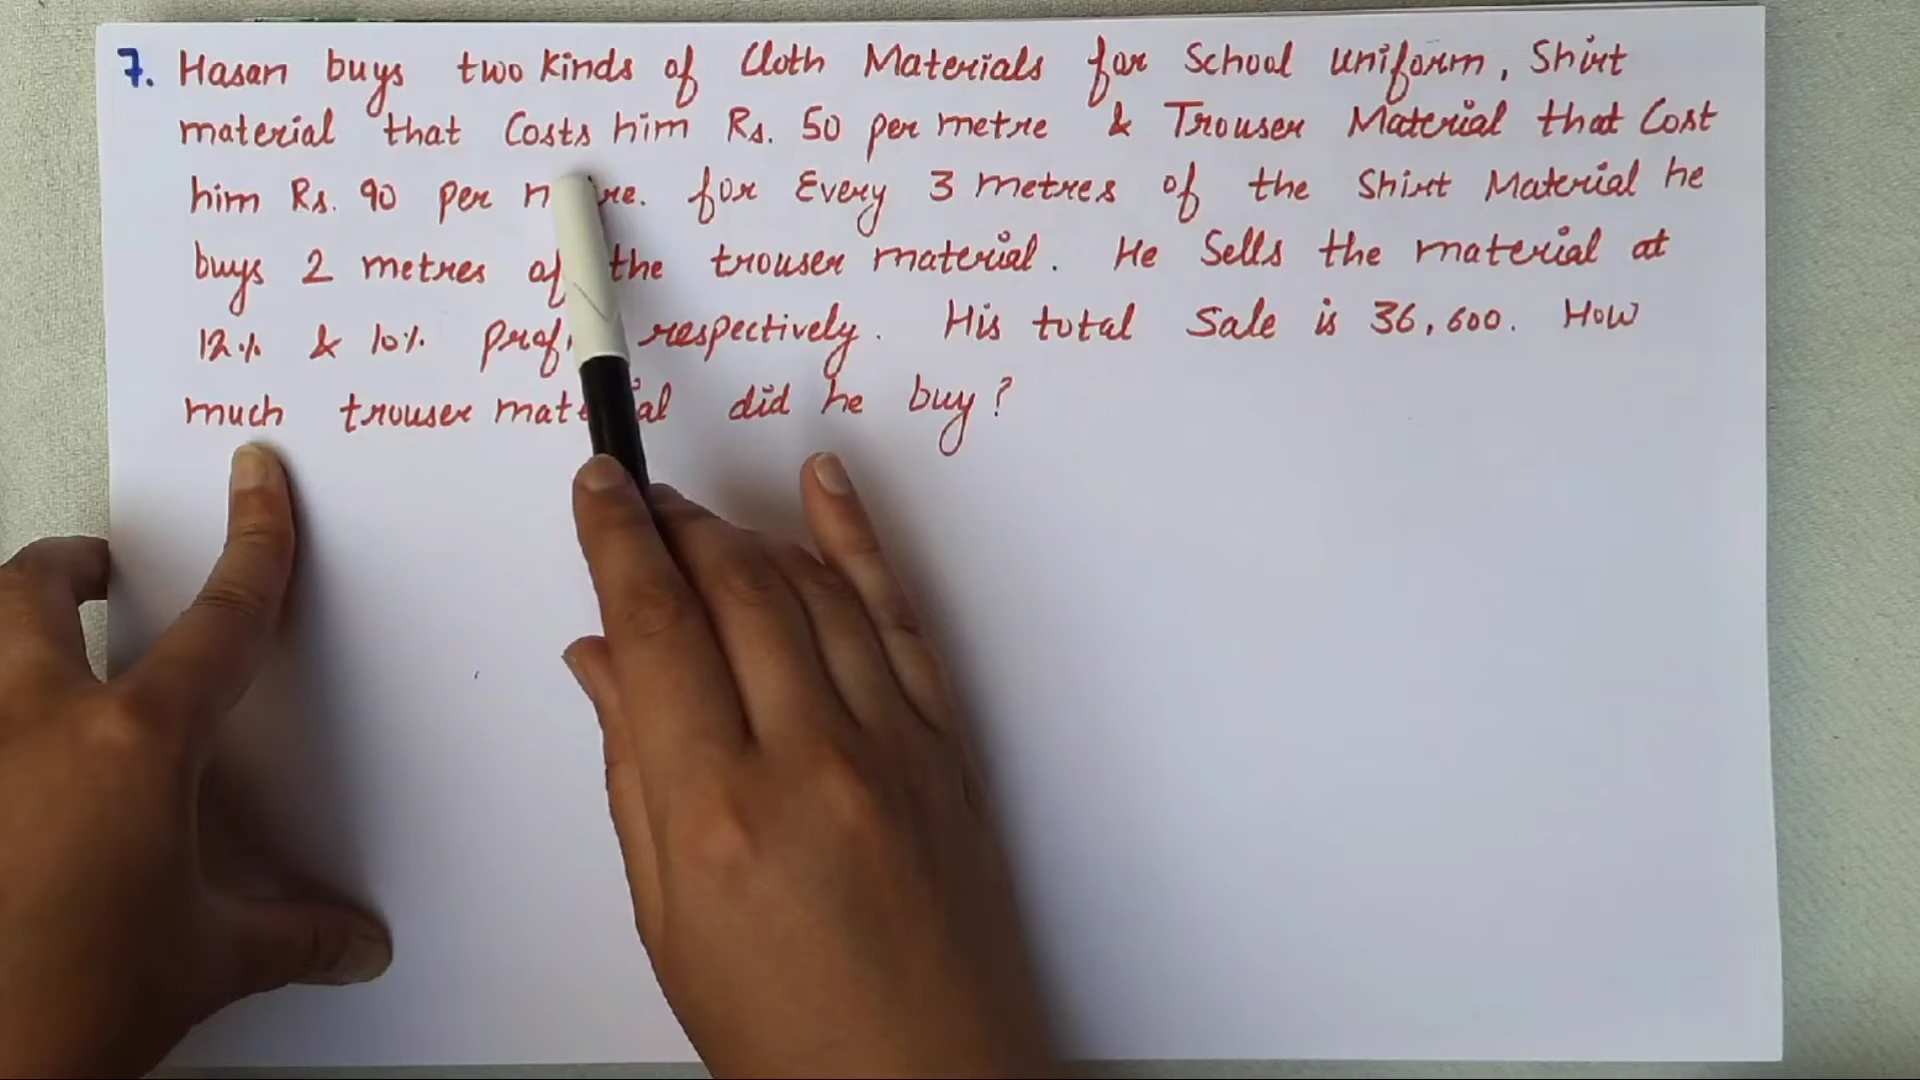 7. Hasan buys two kinds of Cloth Materials for School uniform, Shirt
material that Costs him Rs. 50 per metre & Trouser Material that Cost
him Rs. 90 per for Every 3 metres of the Shirt Material he
buys 2 metres of the trouser material. He Sells the material at
12% & 10% respectively. His total Sale is 36,600. How
much trouser did he buy?